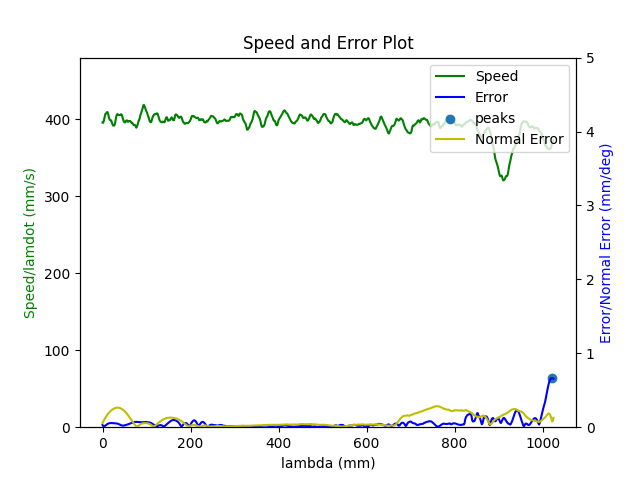 Speed and Error Plot
Speed
Error
peaks
Normal Error
Speed/lamdot (mm/s)
400
300
200
100
0
5
4
3
2
1
0
Error/Normal Error (mm/deg)
0 200 400 600 800 1000
lambda (mm)